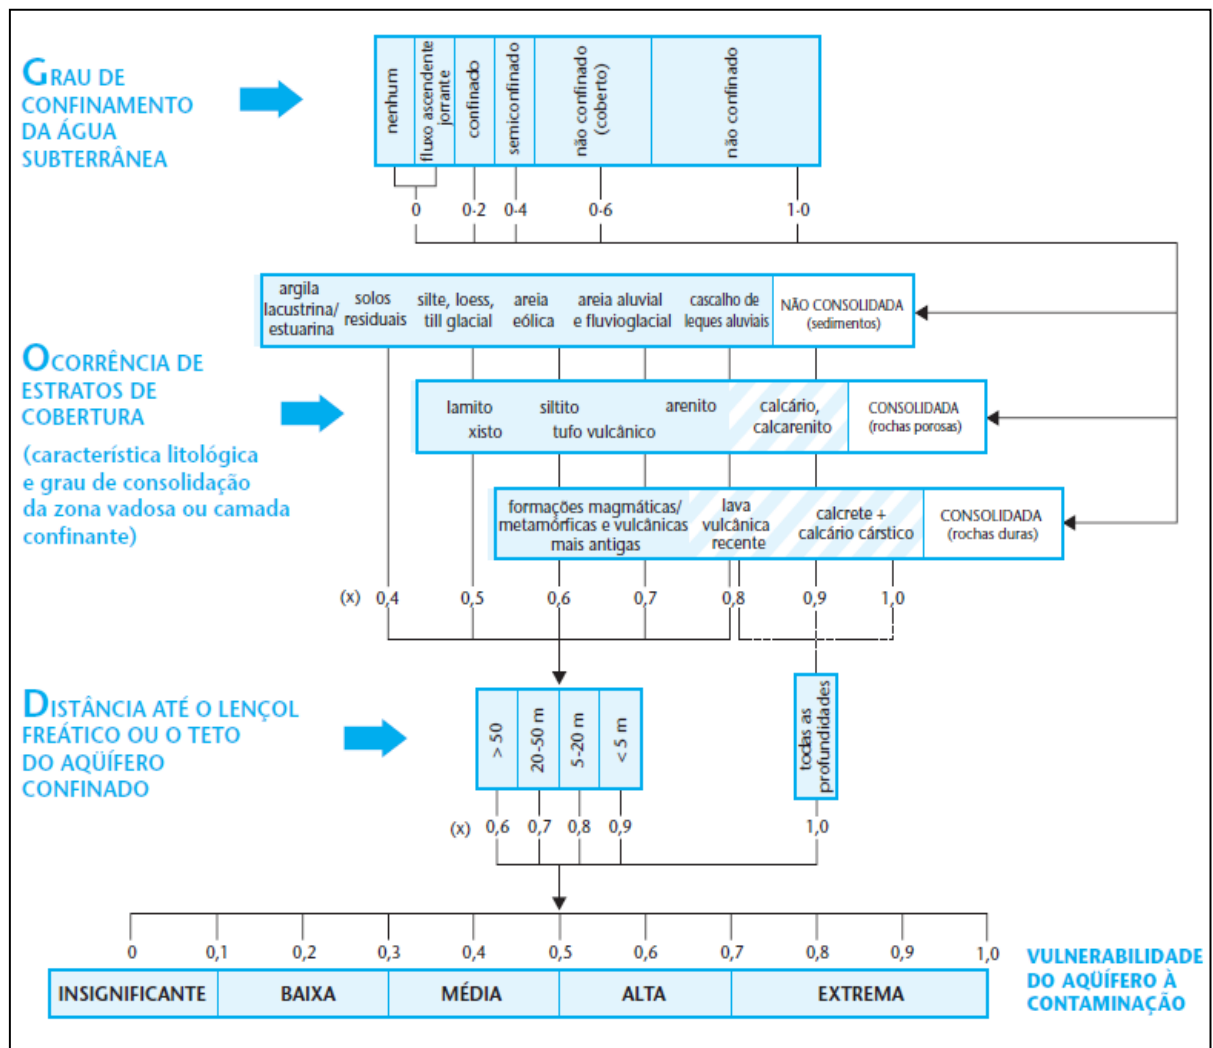 GRAU DE
CONFINAMENTO
DA ÁGUA
SUBTERRÂNEA
nenhum
fluxo ascendente
jorrante
confinado
semiconfinado
não confinado
(coberto)
não confinado
0
0·2
0·4
0·6
1·0
argila
lacustrina/
estuarina
solos
residuais
silte, loess,
till glacial
areia
eólica
areia aluvial
e fluvioglacial
cascalho de
leques aluviais
NÃO CONSOLIDADA
(sedimentos)
OCORRÊNCIA DE
ESTRATOS DE
COBERTURA
(característica litológica
e grau de consolidação
da zona vadosa ou camada
confinante)
lamito
xisto
siltito
tufo vulcânico
arenito
calcário,
calcarenito
CONSOLIDADA
(rochas porosas)
formações magmáticas/
metamórficas e vulcânicas
mais antigas
lava
vulcânica
recente
calcrete +
calcário cárstico
CONSOLIDADA
(rochas duras)
(x) 0,4 0,5 0,6 0,7 0,8 0,9 1,0
DISTÂNCIA ATÉ O LENÇOL
FREÁTICO OU O TETO
DO AQÜÍFERO
CONFINADO
> 50
20-50 m
5-20 m
< 5 m
todas as
profundidades
(x) 0,6 0,7 0,8 0,9 1,0
0 0,1 0,2 0,3 0,4 0,5 0,6 0,7 0,8 0,9 1,0
INSIGNIFICANTE BAIXA MÉDIA ALTA EXTREMA
VULNERABILIDADE
DO AQÜÍFERO À
CONTAMINAÇÃO